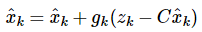 x̂ₖ = x̂ₖ + gₖ(zₖ − Cx̂ₖ)